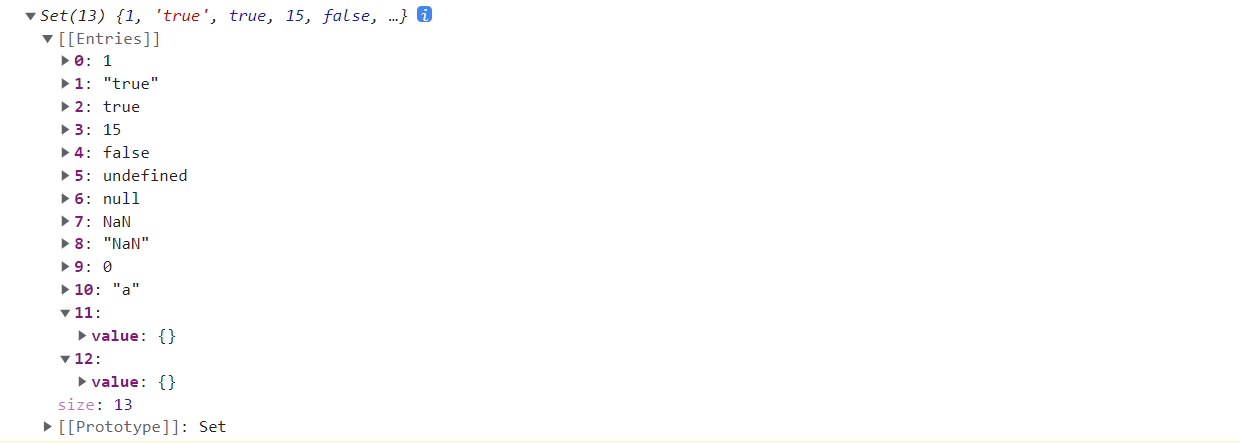 Set(13) {1, 'true', true, 15, false, …} i
[[Entries]]
0: 1
1: "true"
2: true
3: 15
4: false
5: undefined
6: null
7: NaN
8: "NaN"
9: 0
10: "a"
11:
value: {}
12:
value: {}
size: 13
[[Prototype]]: Set